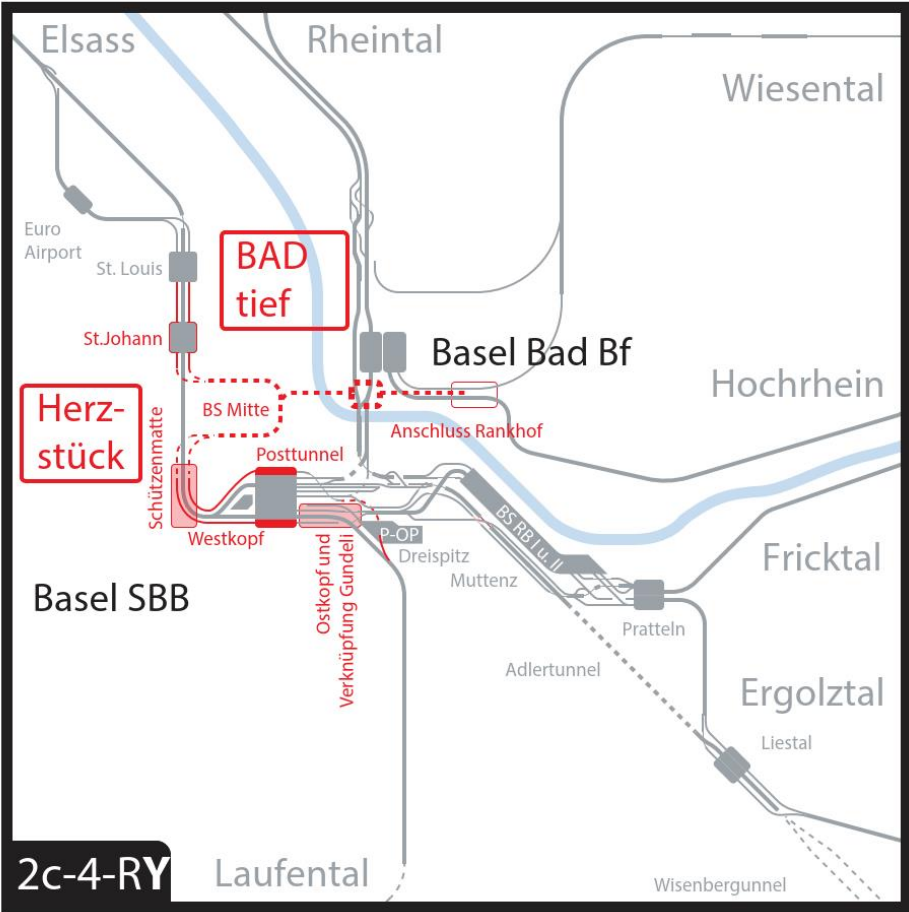 Elsass
Rheintal
Wiesental
Euro
Airport
St. Louis
BAD
tief
St.Johann
Basel Bad Bf
Hochrhein
Herz-
stück
BS Mitte
Anschluss Rankhof
Schützenmatte
Posttunnel
Westkopf
BS RB I u. II
P-OP
Dreispitz
Muttenz
Fricktal
Basel SBB
Ostkopf und
Verknüpfung Gundeli
Pratteln
Adlertunnel
Ergolztal
Liestal
2c-4-RY
Laufental
Wisenbergunnel